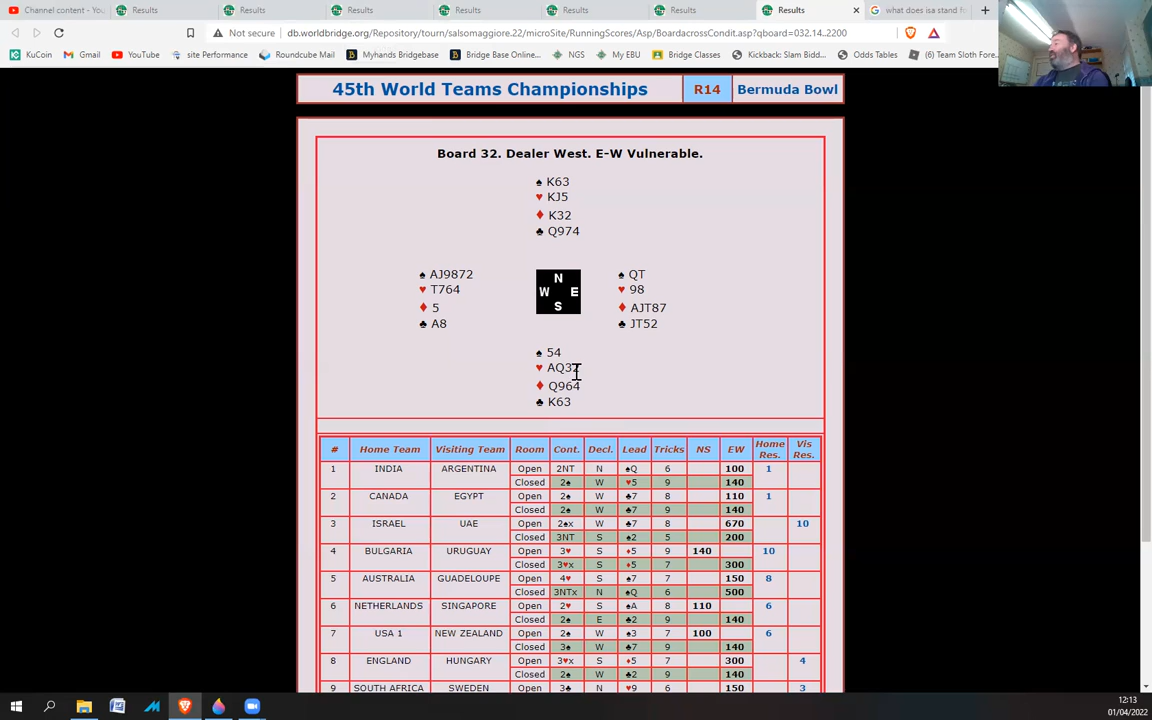 Channel content - Yo
Results
Results
Results
Results
Results
Results
Results
what does isa stand fo
Not secure db.worldbridge.org/Repository/tourn/salsomaggiore.22/microSite/RunningScores/Asp/BoardacrossCondit.asp?qboard=032.14..2200
KuCoin Gmail YouTube site Performance Chipmunk Roundcube Mail Myhands Bridgebase Bridge Base Online... NGS My EBU Bridge Classes Kickback: Slam Bidd... Odds Tables (6) Team Sloth Fore...
45th World Teams Championships R14 Bermuda Bowl
Board 32. Dealer West. E-W Vulnerable.
♠ K63
♥ KJ5
♦ K32
♣ Q974
♠ AJ9872
♥ T764
♦ 5
♣ A8
N
W E
S
♠ QT
♥ 98
♦ AJT87
♣ JT52
♠ 54
♥ AQ32
♦ Q964
♣ K63
# Home Team Visiting Team Room Cont. Decl. Lead Tricks NS EW Home Res. Vis Res.
1 INDIA ARGENTINA Open 2NT N ♠Q 6 100 1
Closed 2♠ W ♥5 9 140
2 CANADA EGYPT Open 2♠ W ♣7 8 110 1
Closed 2♠ W ♣7 9 140
3 ISRAEL UAE Open 2♠x W ♣7 8 670 10
Closed 3NT S ♠2 5 200
4 BULGARIA URUGUAY Open 3♥ S ♦5 9 140 10
Closed 3♥x S ♦5 7 300
5 AUSTRALIA GUADELOUPE Open 4♥ S ♠7 7 150 8
Closed 3NTx N ♠Q 6 500
6 NETHERLANDS SINGAPORE Open 2♥ S ♠A 8 110 6
Closed 2♠ E ♣2 9 140
7 USA 1 NEW ZEALAND Open 2♠ W ♠3 7 100 6
Closed 3♠ W ♣7 9 140
8 ENGLAND HUNGARY Open 3♥x S ♦5 7 300 4
Closed 2♠ W ♣2 9 140
9 SOUTH AFRICA SWEDEN Open 3♣ N ♥9 6 150 3
12:13
01/04/2022